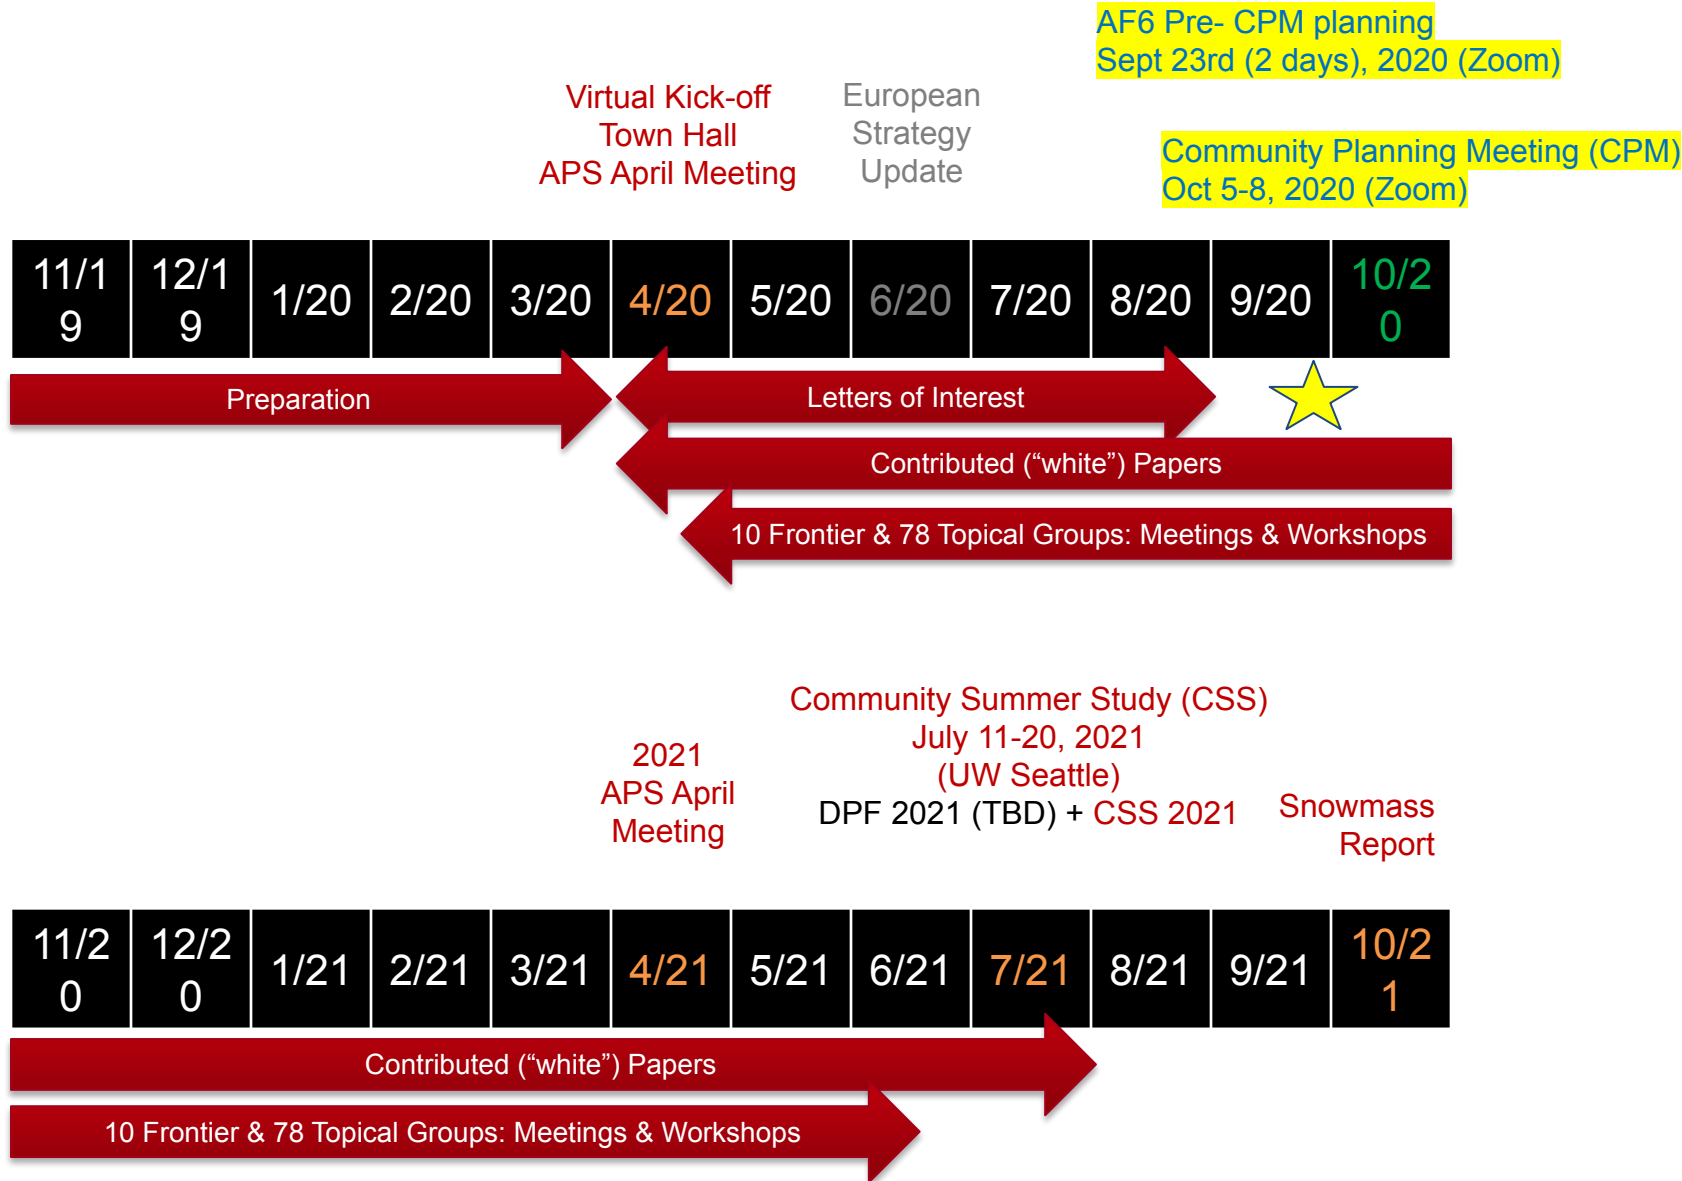 AF6 Pre- CPM planning
Sept 23rd (2 days), 2020 (Zoom)
Virtual Kick-off
Town Hall
APS April Meeting
European
Strategy
Update
Community Planning Meeting (CPM)
Oct 5-8, 2020 (Zoom)
11/1
9
12/1
9
1/20
2/20
3/20
4/20
5/20
6/20
7/20
8/20
9/20
10/2
0
Preparation
Letters of Interest
Contributed (“white”) Papers
10 Frontier & 78 Topical Groups: Meetings & Workshops
2021
APS April
Meeting
Community Summer Study (CSS)
July 11-20, 2021
(UW Seattle)
DPF 2021 (TBD) + CSS 2021
Snowmass
Report
11/2
0
12/2
0
1/21
2/21
3/21
4/21
5/21
6/21
7/21
8/21
9/21
10/2
1
Contributed (“white”) Papers
10 Frontier & 78 Topical Groups: Meetings & Workshops